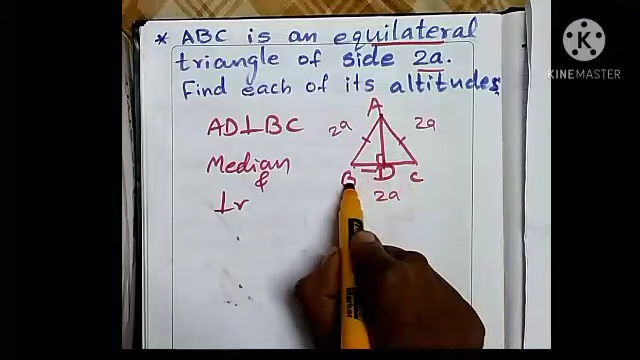 * ABC is an equilateral
triangle of side 2a.
Find each of its altitudes.
AD⊥BC
Median
&
⊥r
A
2a 2a
B D C
2a
K
KINEMASTER
Marker